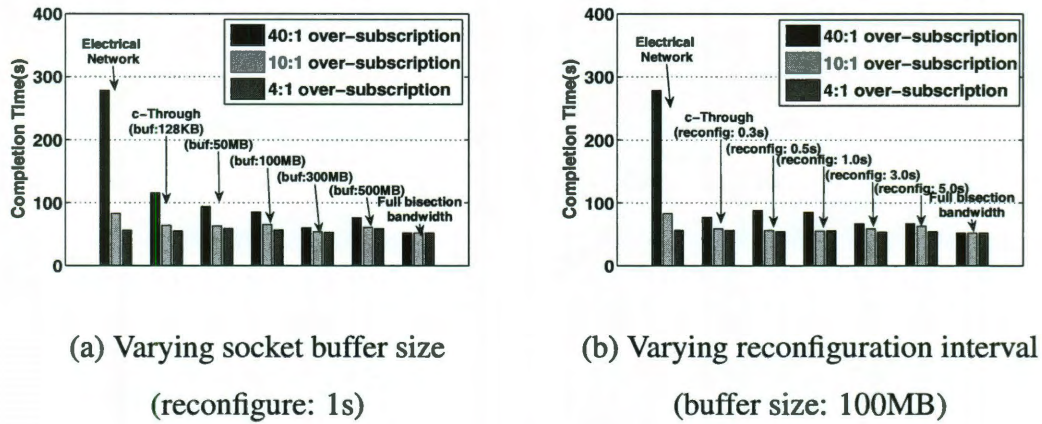 400
300
200
100
0
Completion Time(s)
Electrical
Network
40:1 over-subscription
10:1 over-subscription
4:1 over-subscription
c-Through
(buf:128KB)
(buf:50MB)
(buf:100MB)
(buf:300MB)
(buf:500MB)
Full bisection
bandwidth
(a) Varying socket buffer size
(reconfigure: 1s)
400
300
200
100
0
Completion Time(s)
Electrical
Network
40:1 over-subscription
10:1 over-subscription
4:1 over-subscription
c-Through
(reconfig: 0.3s)
(reconfig: 0.5s)
(reconfig: 1.0s)
(reconfig: 3.0s)
(reconfig: 5.0s)
Full bisection
bandwidth
(b) Varying reconfiguration interval
(buffer size: 100MB)